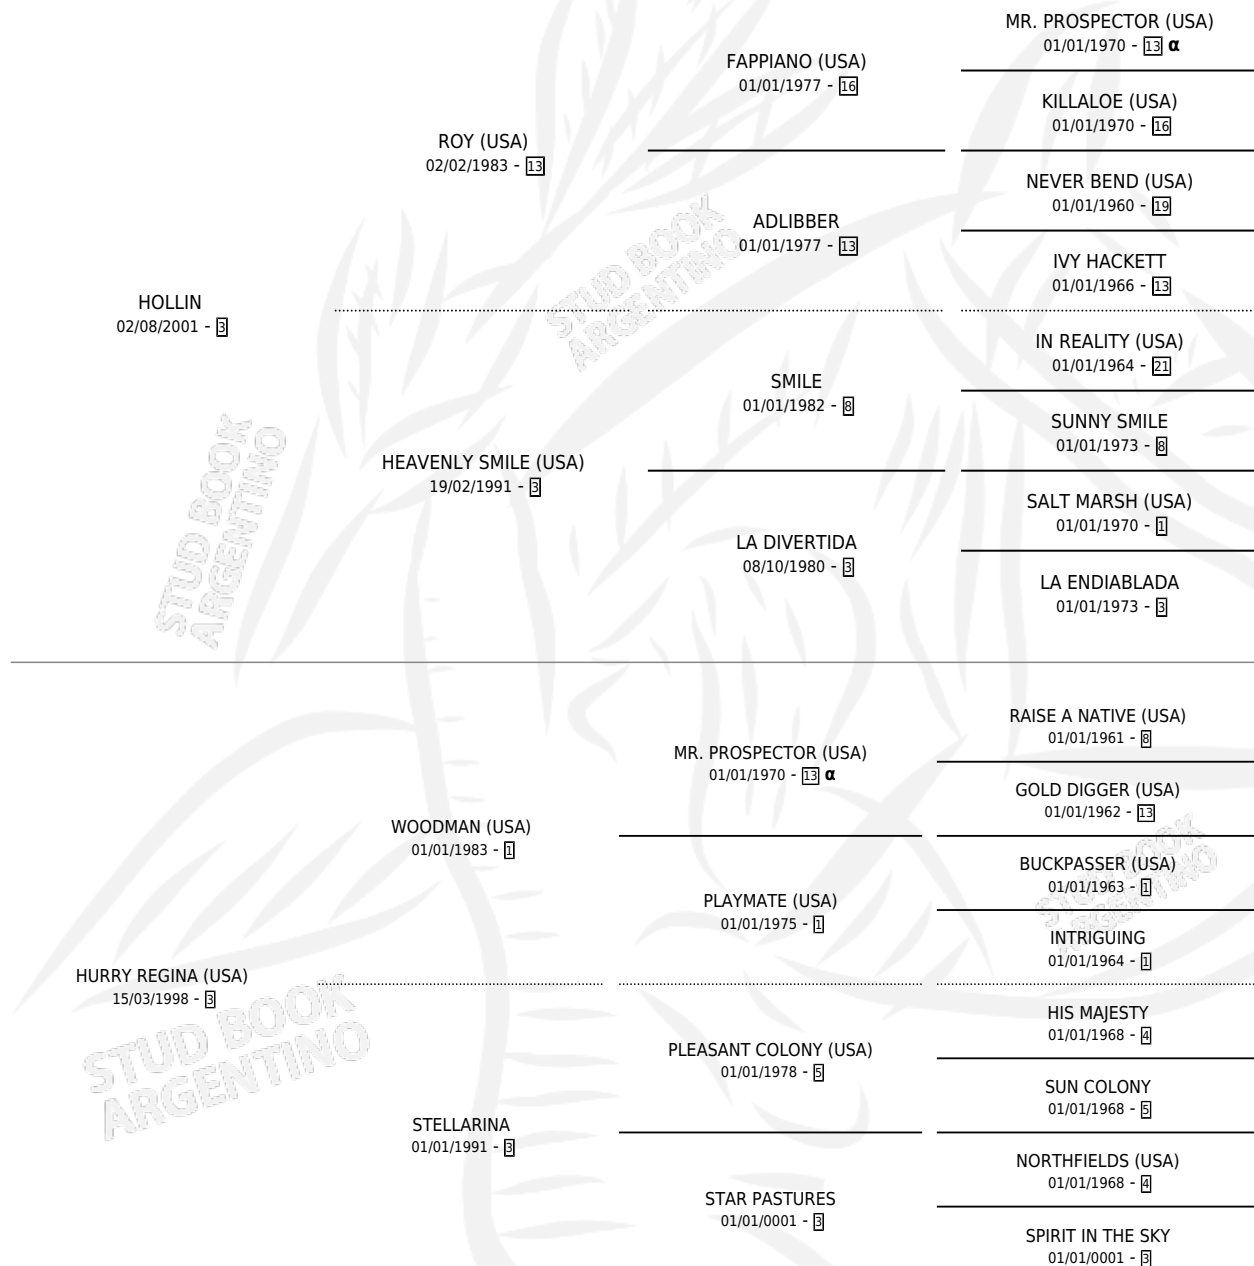 MR. PROSPECTOR (USA)
01/01/1970 - 13 α
FAPPIANO (USA)
01/01/1977 - 16
KILLALOE (USA)
01/01/1970 - 16
ROY (USA)
02/02/1983 - 13
NEVER BEND (USA)
01/01/1960 - 19
ADLIBBER
01/01/1977 - 13
IVY HACKETT
01/01/1966 - 13
HOLLIN
02/08/2001 - 3
STUD BOOK
ARGENTINO
IN REALITY (USA)
01/01/1964 - 21
SMILE
01/01/1982 - 8
SUNNY SMILE
01/01/1973 - 8
HEAVENLY SMILE (USA)
19/02/1991 - 3
SALT MARSH (USA)
01/01/1970 - 1
LA DIVERTIDA
08/10/1980 - 3
LA ENDIABLADA
01/01/1973 - 3
STUD BOOK
ARGENTINO
RAISE A NATIVE (USA)
01/01/1961 - 8
MR. PROSPECTOR (USA)
01/01/1970 - 13 α
GOLD DIGGER (USA)
01/01/1962 - 13
WOODMAN (USA)
01/01/1983 - 1
BUCKPASSER (USA)
01/01/1963 - 1
PLAYMATE (USA)
01/01/1975 - 1
INTRIGUING
01/01/1964 - 1
STUD BOOK
ARGENTINO
HURRY REGINA (USA)
15/03/1998 - 3
HIS MAJESTY
01/01/1968 - 4
PLEASANT COLONY (USA)
01/01/1978 - 5
SUN COLONY
01/01/1968 - 5
STUD BOOK
ARGENTINO
STELLARINA
01/01/1991 - 3
NORTHFIELDS (USA)
01/01/1968 - 4
STAR PASTURES
01/01/0001 - 3
SPIRIT IN THE SKY
01/01/0001 - 3